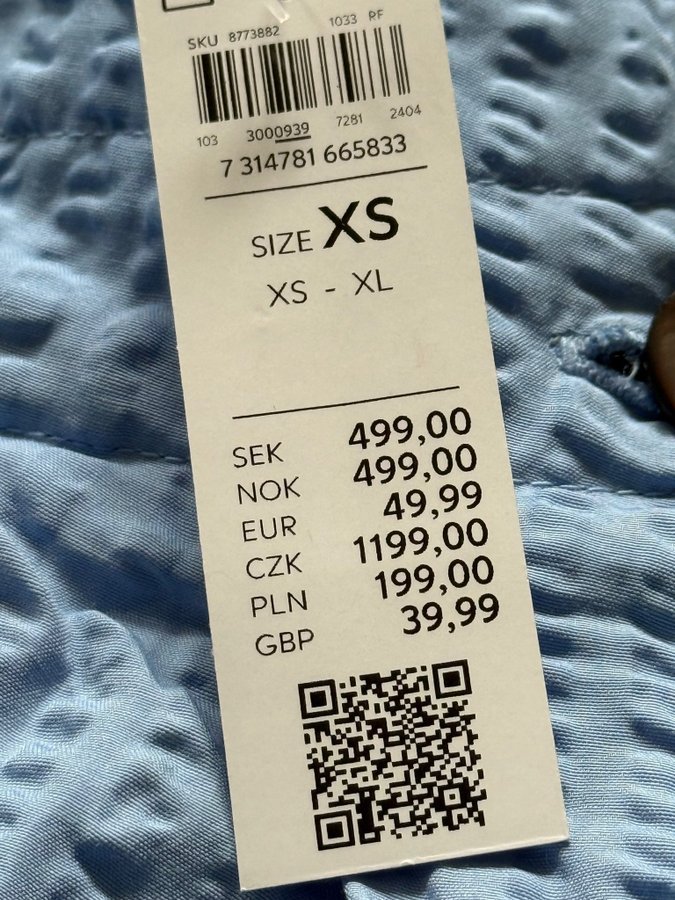 SKU 8773882 1033 RF
103 3000939 7281 2404
7 314781 665833
SIZE XS
XS - XL
SEK 499,00
NOK 499,00
EUR 49,99
CZK 1199,00
PLN 199,00
GBP 39,99